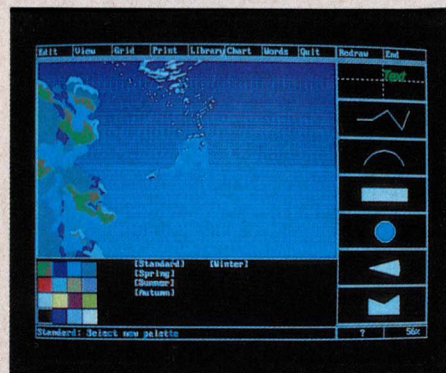 Edit View Grid Print Library Chart Words Quit Redraw End
Text
[Standard] [Winter]
[Spring]
[Summer]
[Autumn]
Standard: Select new palette
? 56%